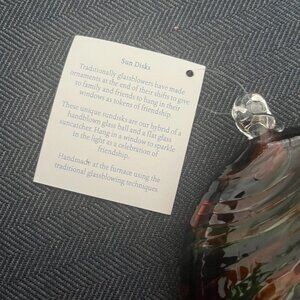 Sun Disks
Traditionally glassblowers have made
ornaments at the end of their shifts to give
to family and friends to hang in their
windows as tokens of friendship.
These unique sundisks are our hybrid of a
handblown glass ball and a flat glass
suncatcher. Hang in a window to sparkle
in the light as a celebration of
friendship.
Handmade at the furnace using the
traditional glassblowing techniques.